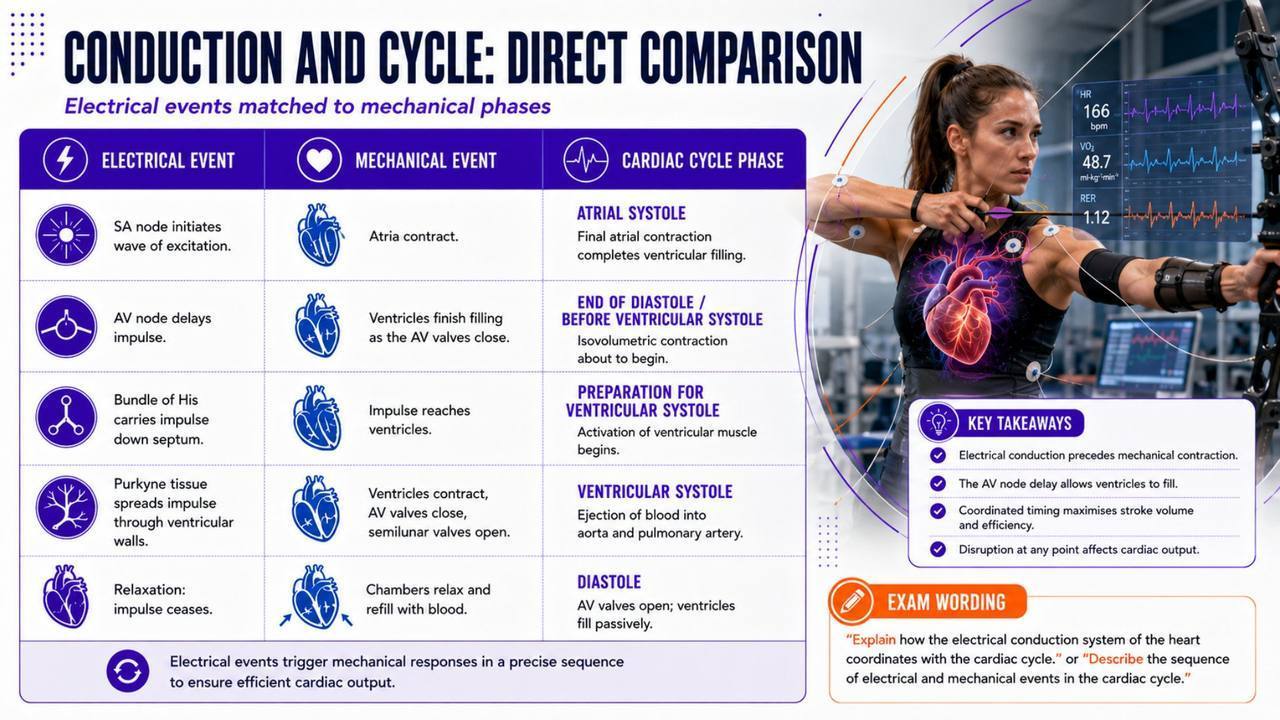 CONDUCTION AND CYCLE: DIRECT COMPARISON
Electrical events matched to mechanical phases
ELECTRICAL EVENT
MECHANICAL EVENT
CARDIAC CYCLE PHASE
SA node initiates
wave of excitation.
Atria contract.
ATRIAL SYSTOLE
Final atrial contraction
completes ventricular filling.
AV node delays
impulse.
Ventricles finish filling
as the AV valves close.
END OF DIASTOLE /
BEFORE VENTRICULAR SYSTOLE
Isovolumetric contraction
about to begin.
Bundle of His
carries impulse
down septum.
Impulse reaches
ventricles.
PREPARATION FOR
VENTRICULAR SYSTOLE
Activation of ventricular muscle
begins.
Purkyne tissue
spreads impulse
through ventricular
walls.
Ventricles contract,
AV valves close,
semilunar valves open.
VENTRICULAR SYSTOLE
Ejection of blood into
aorta and pulmonary artery.
Relaxation:
impulse ceases.
Chambers relax and
refill with blood.
DIASTOLE
AV valves open; ventricles
fill passively.
Electrical events trigger mechanical responses in a precise sequence
to ensure efficient cardiac output.
HR
166
bpm
VO₂
48.7
ml·kg⁻¹·min⁻¹
RER
1.12
KEY TAKEAWAYS
Electrical conduction precedes mechanical contraction.
The AV node delay allows ventricles to fill.
Coordinated timing maximises stroke volume
and efficiency.
Disruption at any point affects cardiac output.
EXAM WORDING
"Explain how the electrical conduction system of the heart
coordinates with the cardiac cycle." or "Describe the sequence
of electrical and mechanical events in the cardiac cycle."